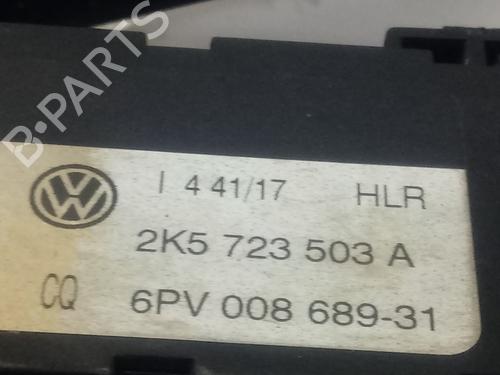 B-PARTS
I 4 41/17 HLR
2K5 723 503 A
CQ 6PV 008 689-31